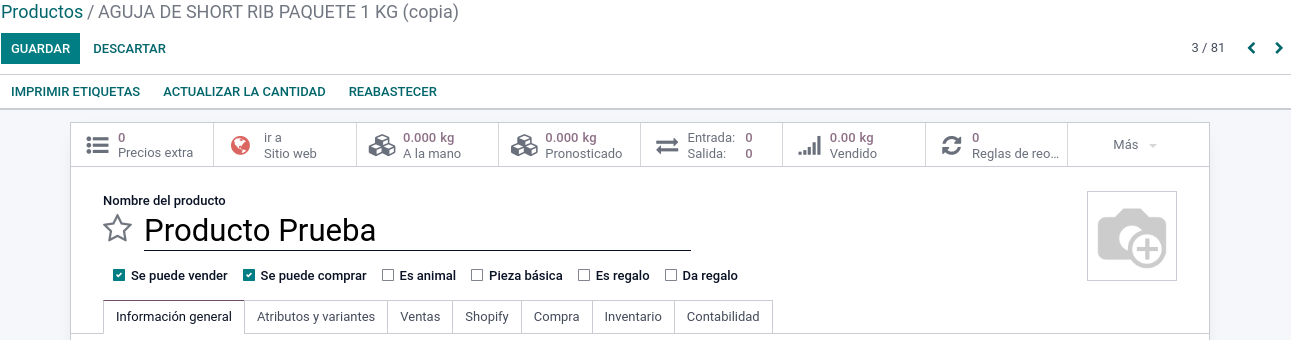 Productos / AGUJA DE SHORT RIB PAQUETE 1 KG (copia)
GUARDAR DESCARTAR 3 / 81
IMPRIMIR ETIQUETAS ACTUALIZAR LA CANTIDAD REABASTECER
0 ir a 0.000 kg 0.000 kg Entrada: 0 0.00 kg 0 Más
Precios extra Sitio web A la mano Pronosticado Salida: 0 Vendido Reglas de reo...
Nombre del producto
Producto Prueba
Se puede vender Se puede comprar Es animal Pieza básica Es regalo Da regalo
Información general Atributos y variantes Ventas Shopify Compra Inventario Contabilidad